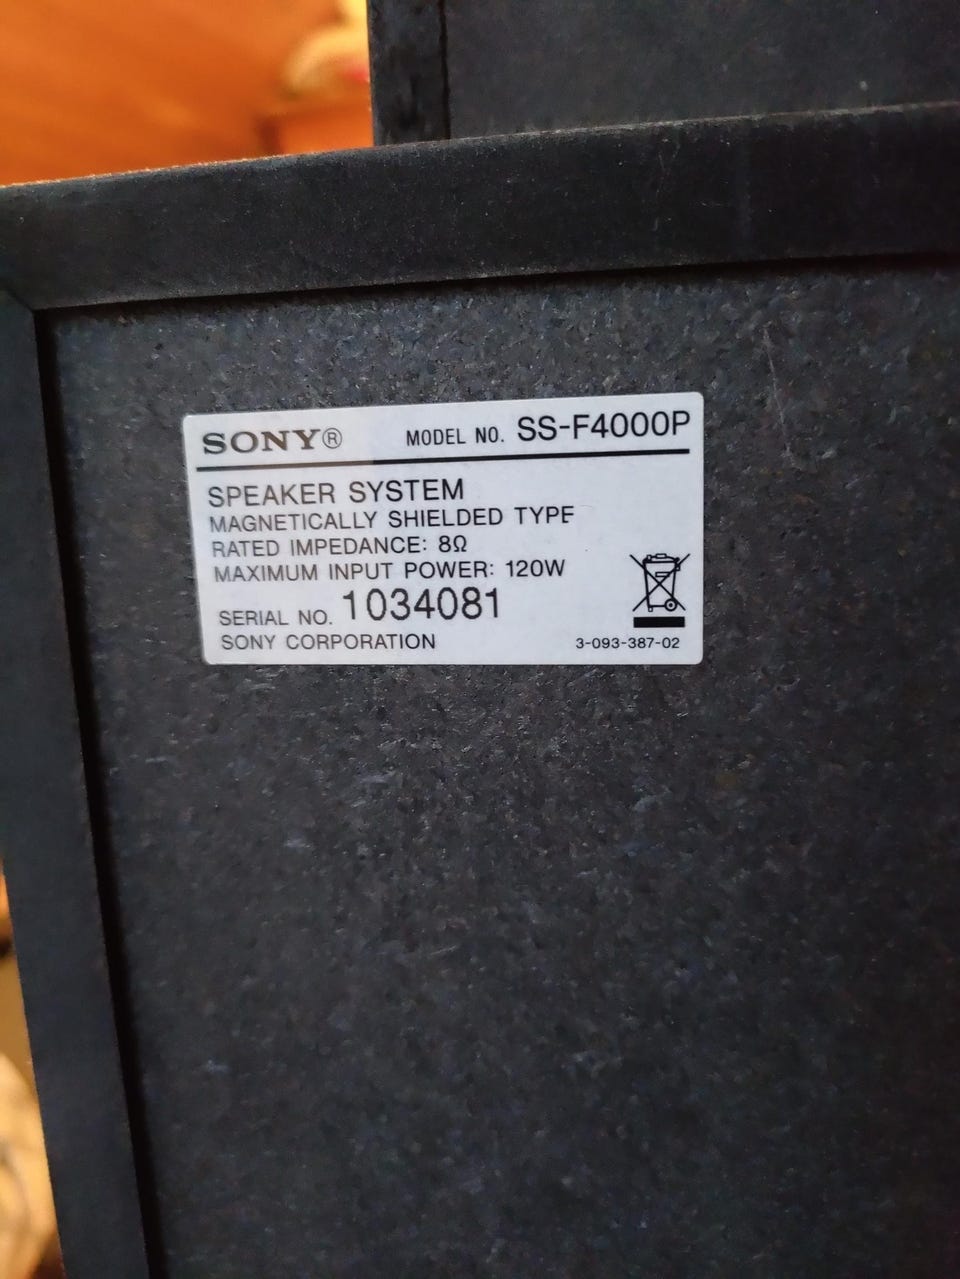 SONY® MODEL NO. SS-F4000P
SPEAKER SYSTEM
MAGNETICALLY SHIELDED TYPE
RATED IMPEDANCE: 8Ω
MAXIMUM INPUT POWER: 120W
SERIAL NO. 1034081
SONY CORPORATION 3-093-387-02